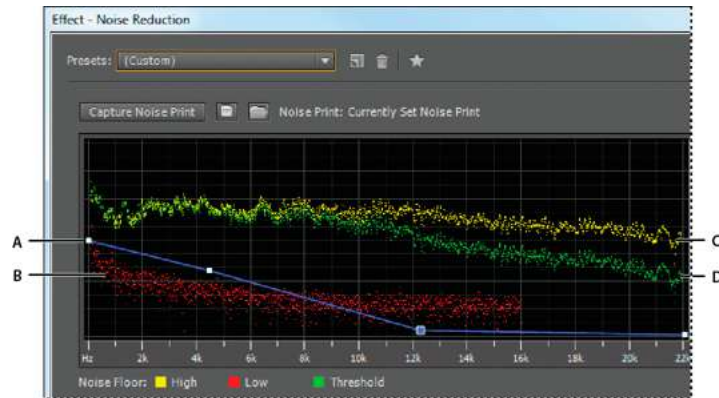 Effect - Noise Reduction
Presets: (Custom)
Capture Noise Print Noise Print: Currently Set Noise Print
A
B
C
D
Hz 2k 4k 6k 8k 10k 12k 14k 16k 18k 20k 22k
Noise Floor: High Low Threshold